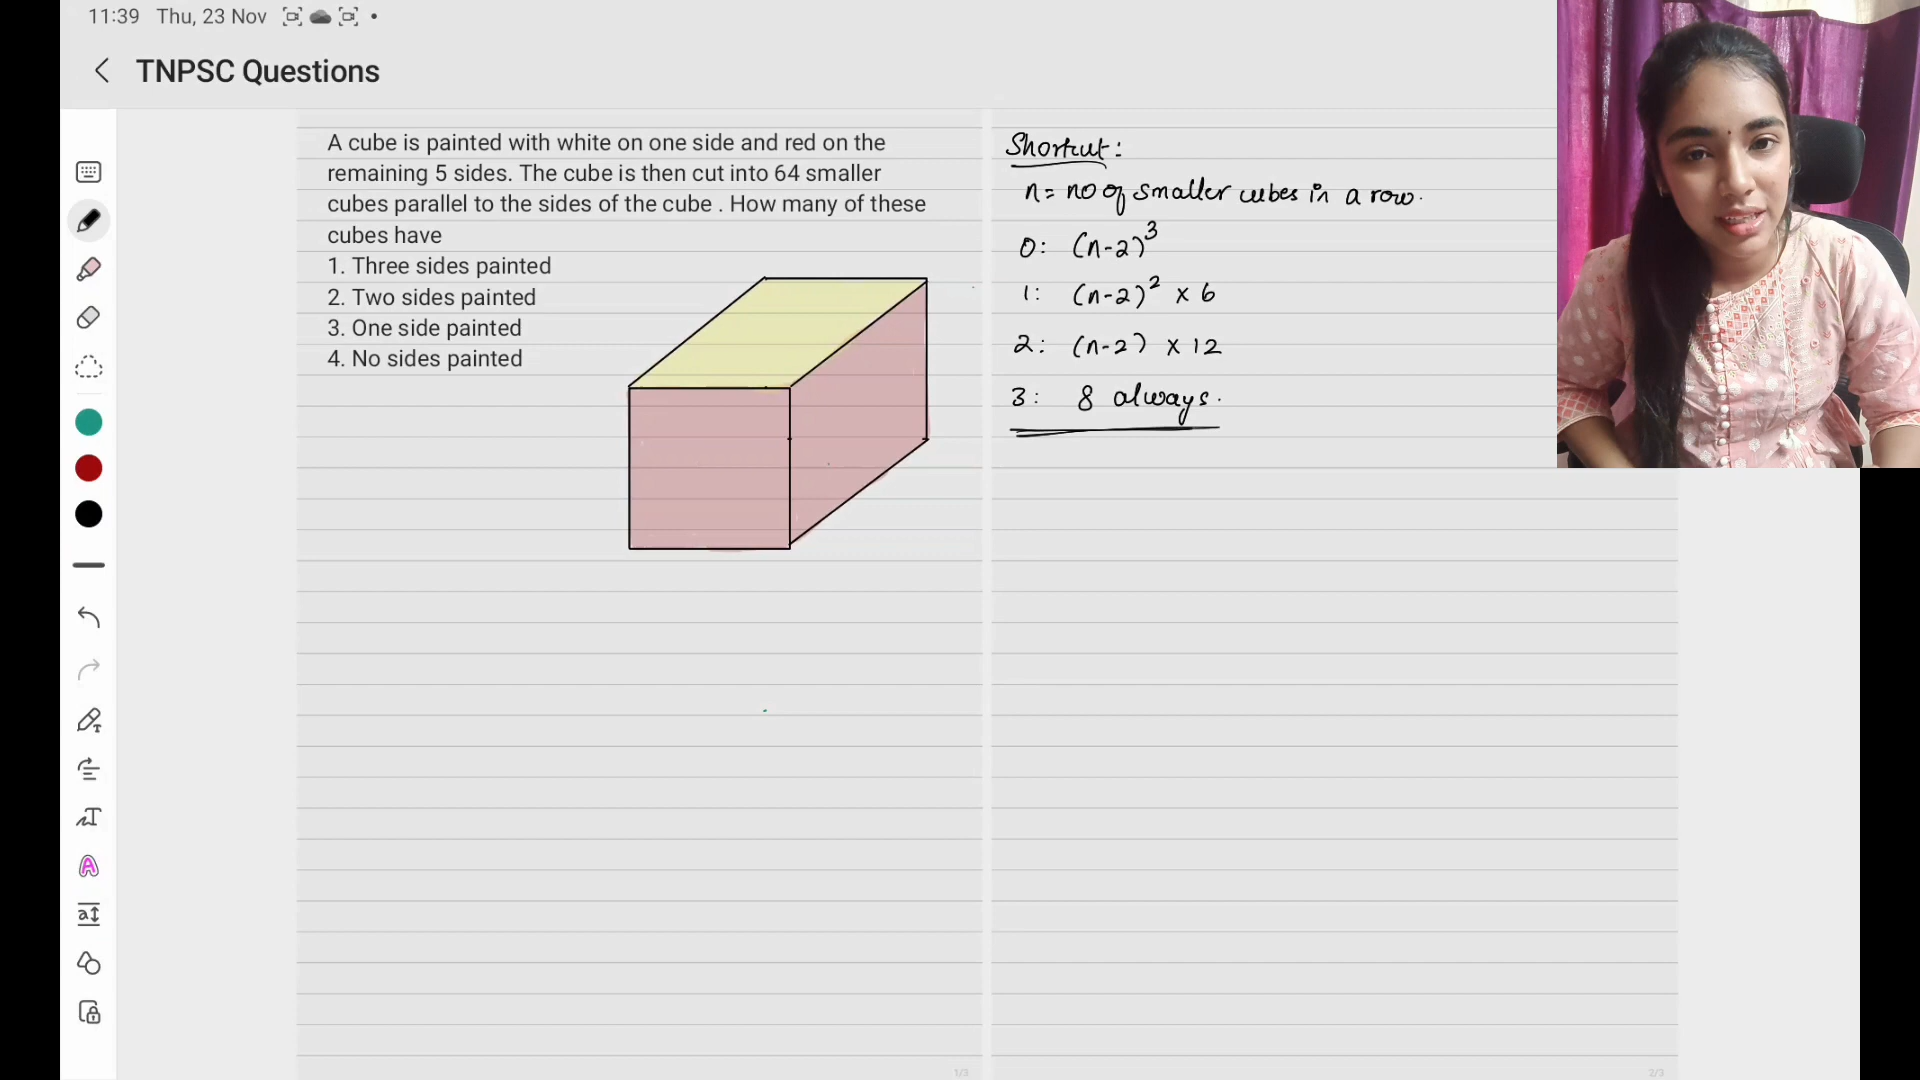 11:39 Thu, 23 Nov
TNPSC Questions
A cube is painted with white on one side and red on the
remaining 5 sides. The cube is then cut into 64 smaller
cubes parallel to the sides of the cube . How many of these
cubes have
1. Three sides painted
2. Two sides painted
3. One side painted
4. No sides painted
Shortcut:
n = no of smaller cubes in a row.
0: (n-2)³
1: (n-2)² x 6
2: (n-2) x 12
3: 8 always.
1/3
2/3